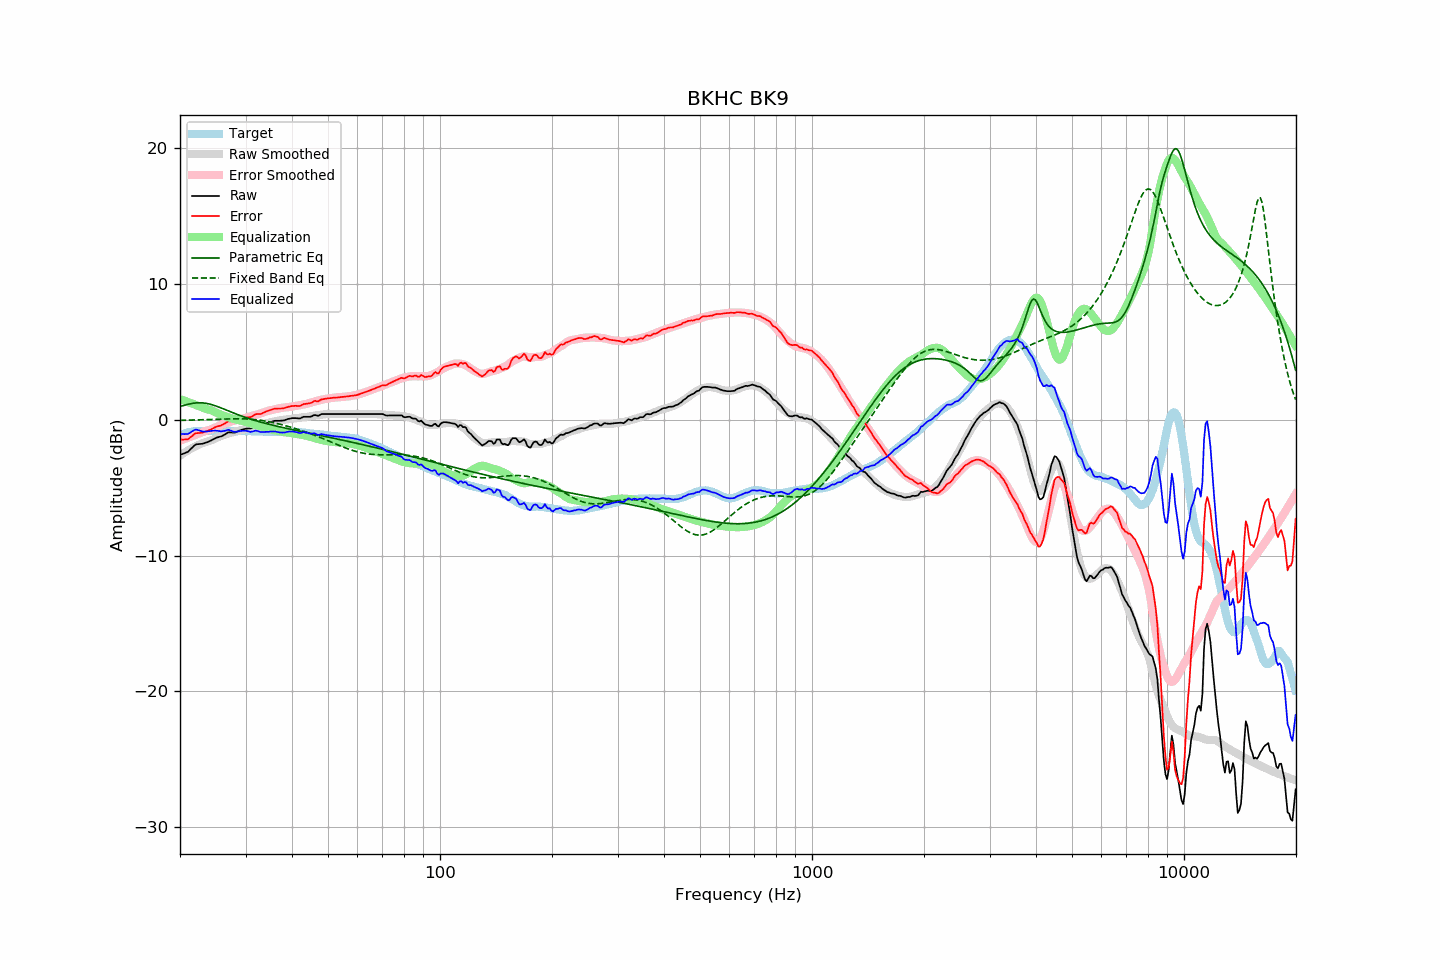 BKHC BK9
Target
Raw Smoothed
Error Smoothed
Raw
Error
Equalization
Parametric Eq
Fixed Band Eq
Equalized
Amplitude (dBr)
20
10
0
−10
−20
−30
100
1000
10000
Frequency (Hz)